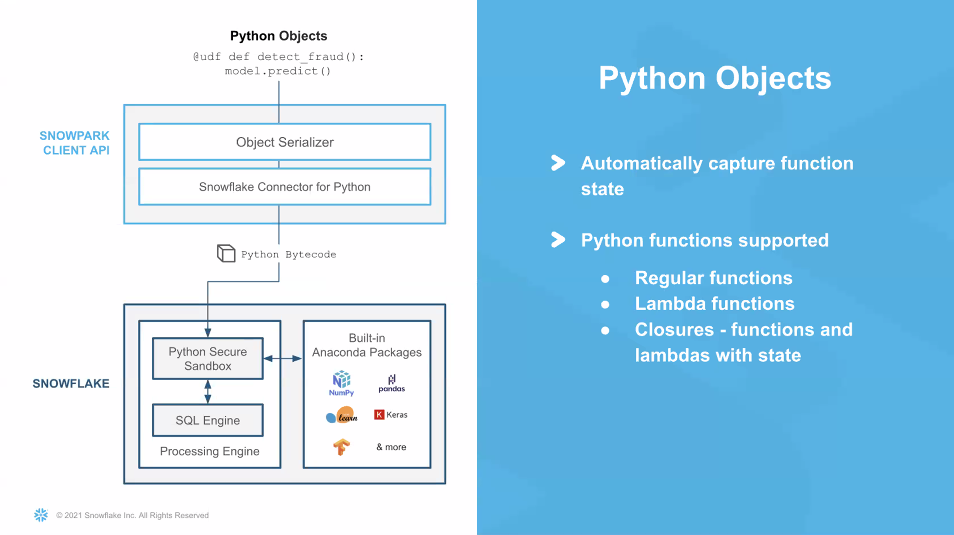 Python Objects
@udf def detect_fraud():
model.predict()
SNOWPARK
CLIENT API
Object Serializer
Snowflake Connector for Python
Python Bytecode
SNOWFLAKE
Python Secure
Sandbox
SQL Engine
Processing Engine
Built-in
Anaconda Packages
NumPy
pandas
learn
K Keras
& more
© 2021 Snowflake Inc. All Rights Reserved
Python Objects
Automatically capture function
state
Python functions supported
● Regular functions
● Lambda functions
● Closures - functions and
lambdas with state